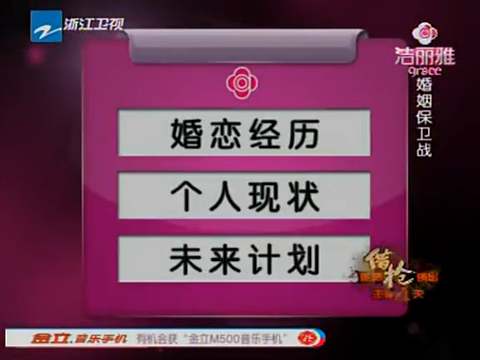 浙江卫视
洁丽雅
grace
婚姻保卫战
婚恋经历
个人现状
未来计划
借枪
金立 音乐手机 有机会获“金立M500音乐手机”